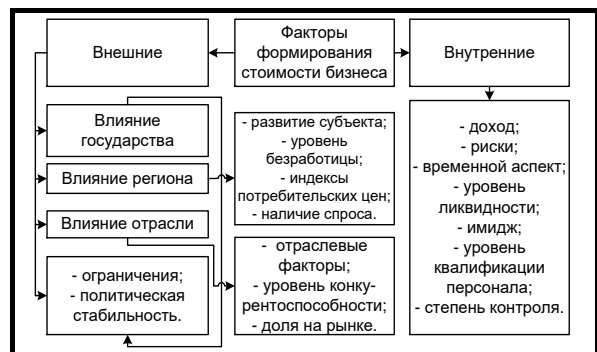 Внешние
Факторы
формирования
стоимости бизнеса
Внутренние
Влияние
государства
Влияние региона
Влияние отрасли
- ограничения;
- политическая
стабильность.
- развитие субъекта;
- уровень
безработицы;
- индексы
потребительских цен;
- наличие спроса.
- отраслевые
факторы;
- уровень конку-
рентоспособности;
- доля на рынке.
- доход;
- риски;
- временной аспект;
- уровень
ликвидности;
- имидж;
- уровень
квалификации
персонала;
- степень контроля.